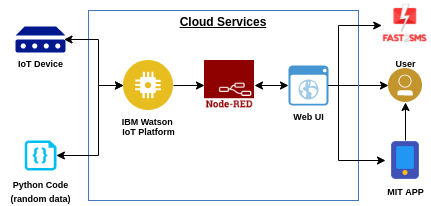 Cloud Services
FAST2SMS
IoT Device
User
IBM Watson
IoT Platform
Node-RED
Web UI
Python Code
(random data)
MIT APP